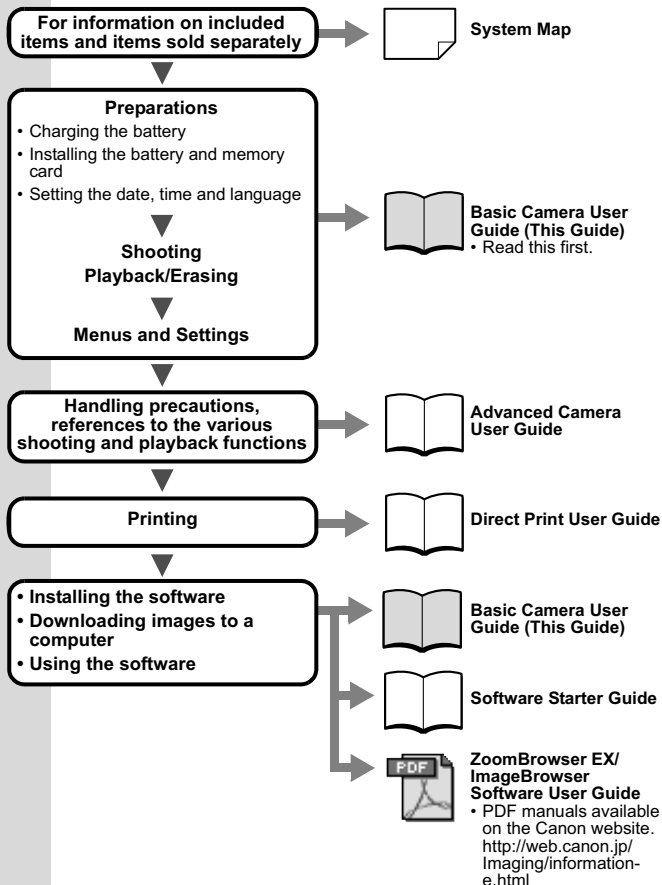 For information on included
items and items sold separately
System Map
Preparations
• Charging the battery
• Installing the battery and memory
card
• Setting the date, time and language
Shooting
Playback/Erasing
Menus and Settings
Basic Camera User
Guide (This Guide)
• Read this first.
Handling precautions,
references to the various
shooting and playback functions
Advanced Camera
User Guide
Printing
Direct Print User Guide
• Installing the software
• Downloading images to a
computer
• Using the software
Basic Camera User
Guide (This Guide)
Software Starter Guide
PDF
ZoomBrowser EX/
ImageBrowser
Software User Guide
• PDF manuals available
on the Canon website.
http://web.canon.jp/
Imaging/information-
e.html